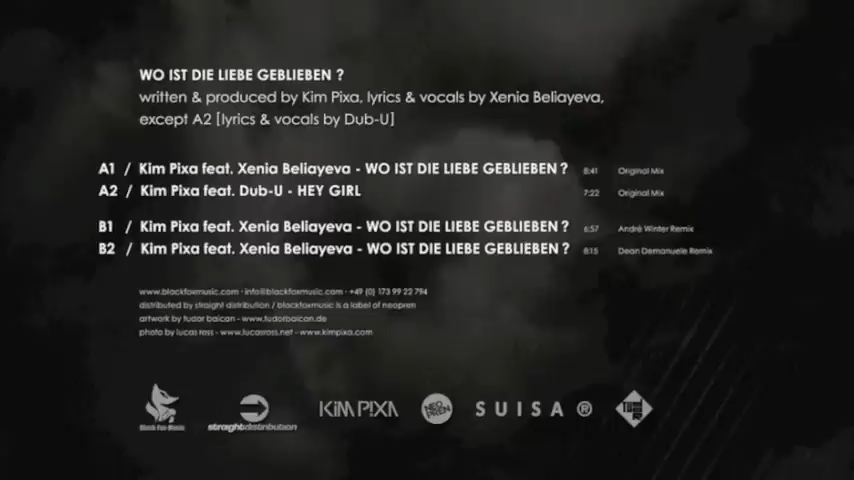 WO IST DIE LIEBE GEBLIEBEN ?
written & produced by Kim Pixa, lyrics & vocals by Xenia Beliayeva,
except A2 [lyrics & vocals by Dub-U]
A1 / Kim Pixa feat. Xenia Beliayeva - WO IST DIE LIEBE GEBLIEBEN ? 8:41 Original Mix
A2 / Kim Pixa feat. Dub-U - HEY GIRL 7:22 Original Mix
B1 / Kim Pixa feat. Xenia Beliayeva - WO IST DIE LIEBE GEBLIEBEN ? 6:57 André Winter Remix
B2 / Kim Pixa feat. Xenia Beliayeva - WO IST DIE LIEBE GEBLIEBEN ? 8:15 Dean Demanuele Remix
www.blackfoxmusic.com - info@blackfoxmusic.com - +49 (0) 173 99 22 794
distributed by straight distribution / blackfoxmusic is a label of neopren
artwork by tudor baican - www.tudorbaican.de
photo by lucas ross - www.lucasross.net - www.kimpixa.com
Black Fox Music
straightdistribution
KIM P!XA
NEO PREN
SUISA ®